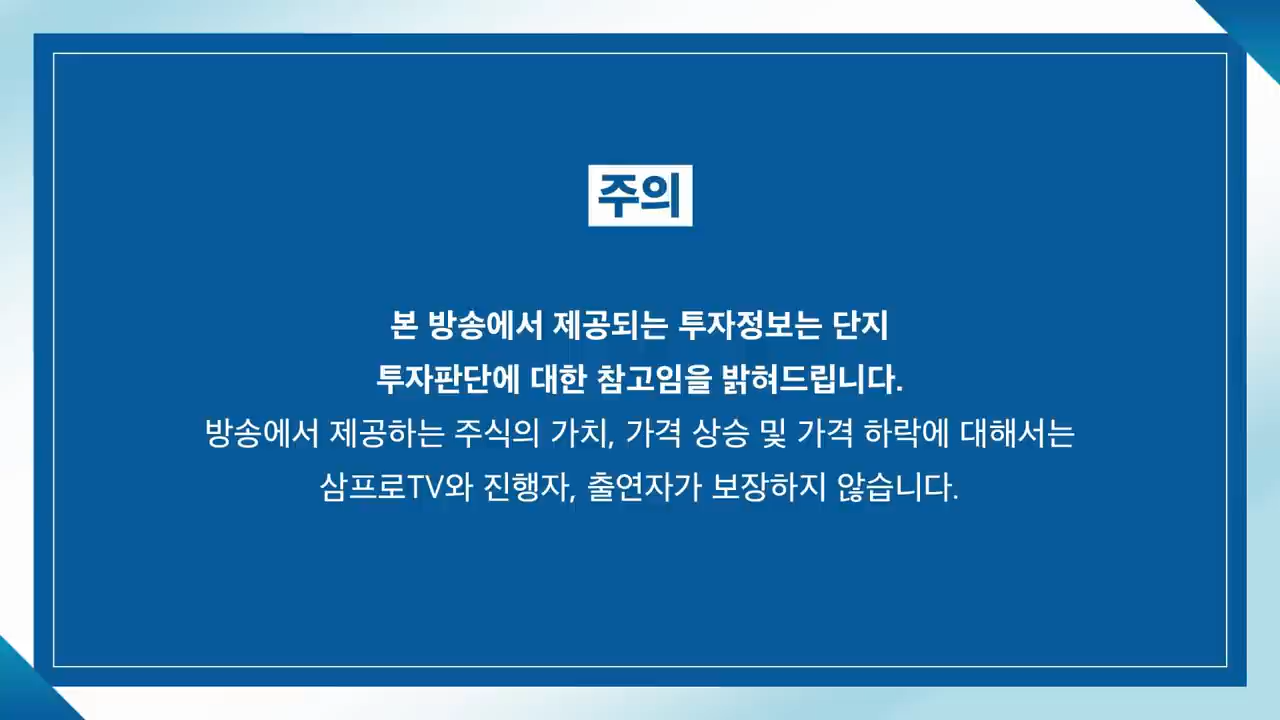 주의
본 방송에서 제공되는 투자정보는 단지
투자판단에 대한 참고임을 밝혀드립니다.
방송에서 제공하는 주식의 가치, 가격 상승 및 가격 하락에 대해서는
삼프로TV와 진행자, 출연자가 보장하지 않습니다.